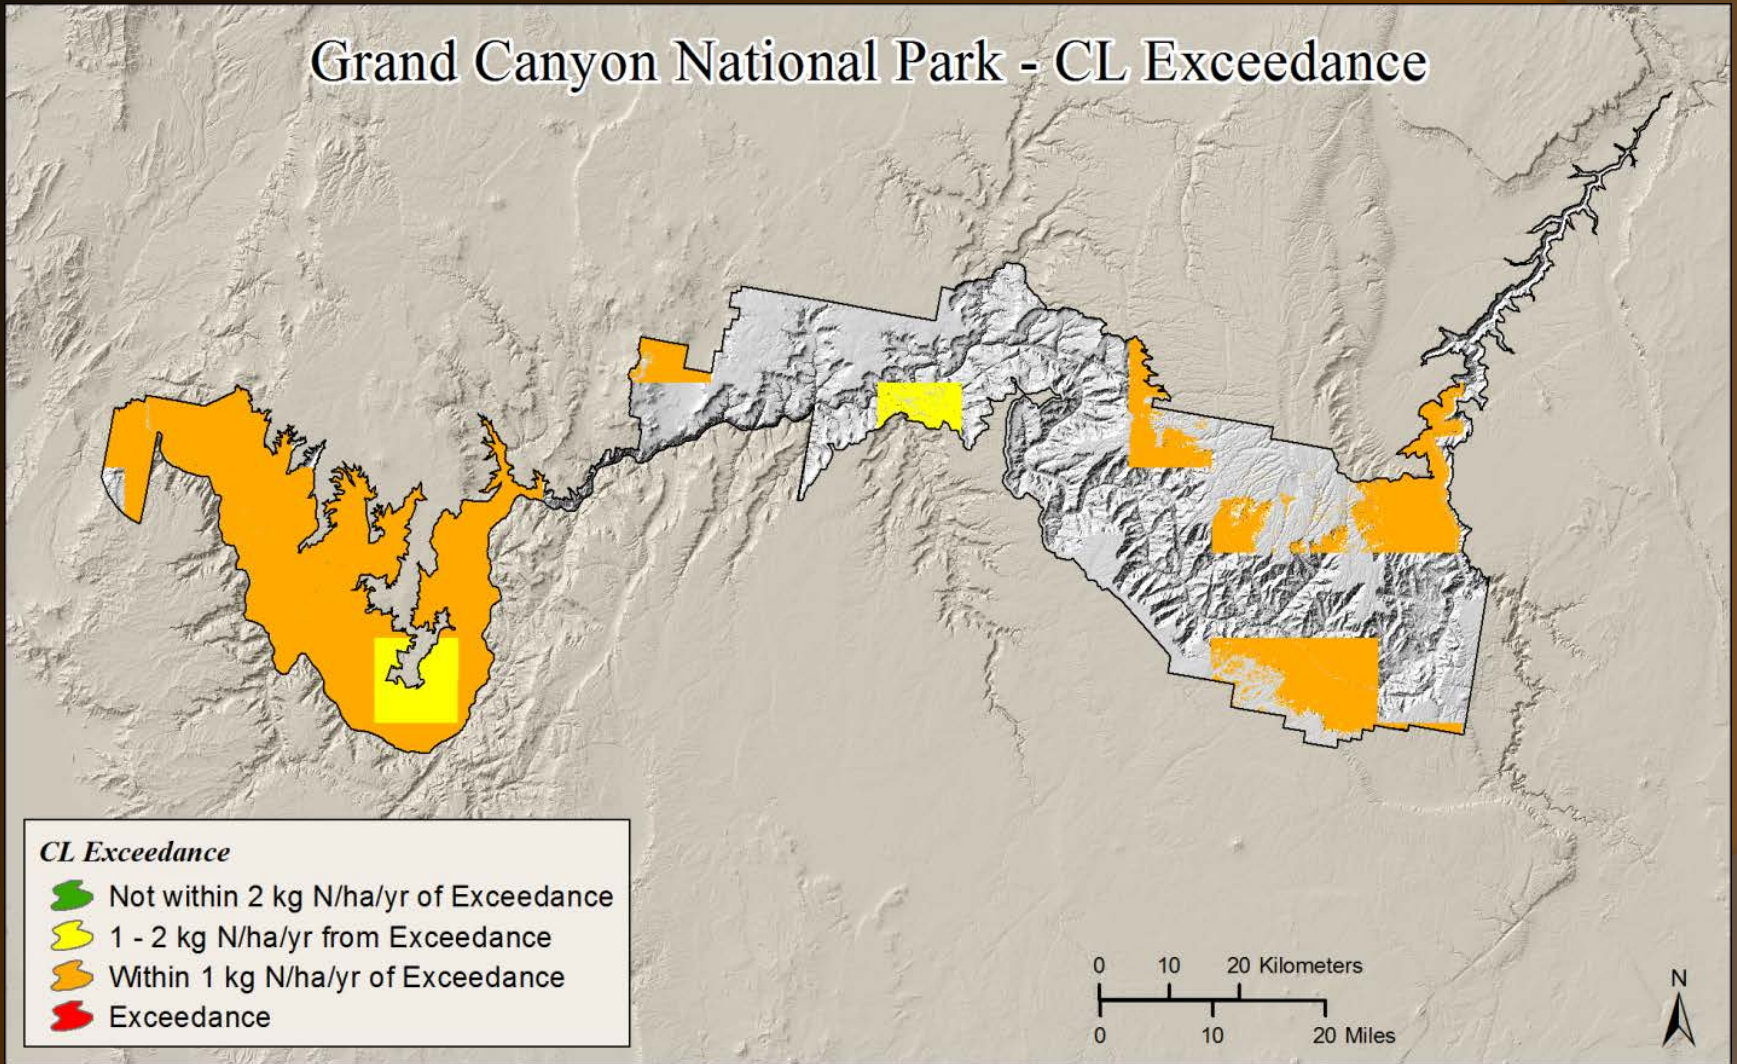 Grand Canyon National Park - CL Exceedance
CL Exceedance
Not within 2 kg N/ha/yr of Exceedance
1 - 2 kg N/ha/yr from Exceedance
Within 1 kg N/ha/yr of Exceedance
Exceedance
0 10 20 Kilometers
0 10 20 Miles
N